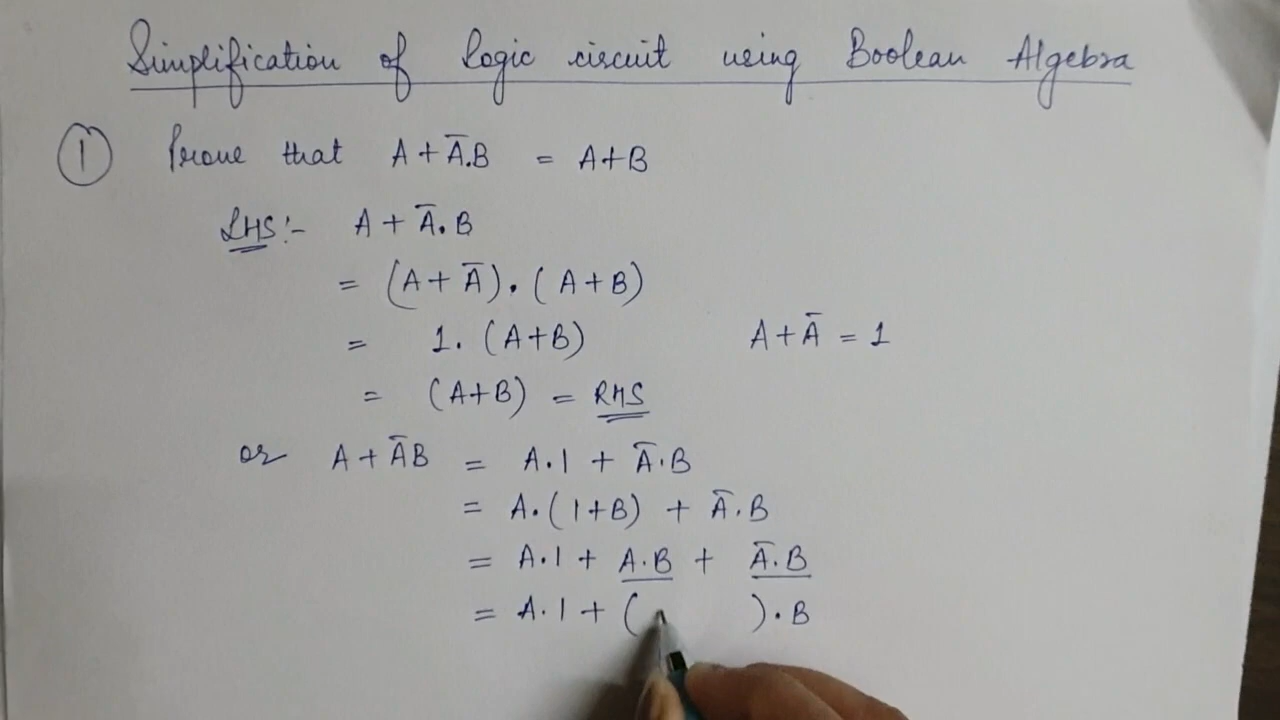 Simplification of logic circuit using Boolean Algebra
① Prove that A + A̅.B = A+B
LHS:- A + A̅.B
= (A + A̅).(A+B)
= 1.(A+B) A + A̅ = 1
= (A+B) = RHS
or A + A̅B = A.1 + A̅.B
= A.(1+B) + A̅.B
= A.1 + A.B + A̅.B
= A.1 + ( ).B